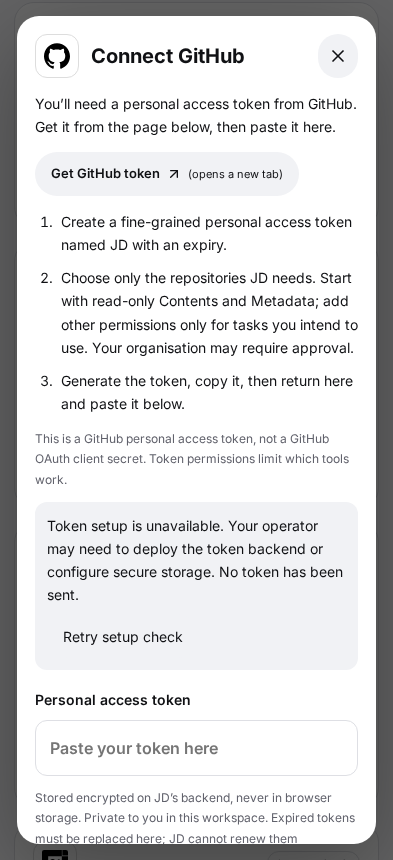 Connect GitHub
You’ll need a personal access token from GitHub.
Get it from the page below, then paste it here.
Get GitHub token ↗ (opens a new tab)
1. Create a fine-grained personal access token
named JD with an expiry.
2. Choose only the repositories JD needs. Start
with read-only Contents and Metadata; add
other permissions only for tasks you intend to
use. Your organisation may require approval.
3. Generate the token, copy it, then return here
and paste it below.
This is a GitHub personal access token, not a GitHub
OAuth client secret. Token permissions limit which tools
work.
Token setup is unavailable. Your operator
may need to deploy the token backend or
configure secure storage. No token has been
sent.
Retry setup check
Personal access token
Paste your token here
Stored encrypted on JD’s backend, never in browser
storage. Private to you in this workspace. Expired tokens
must be replaced here; JD cannot renew them